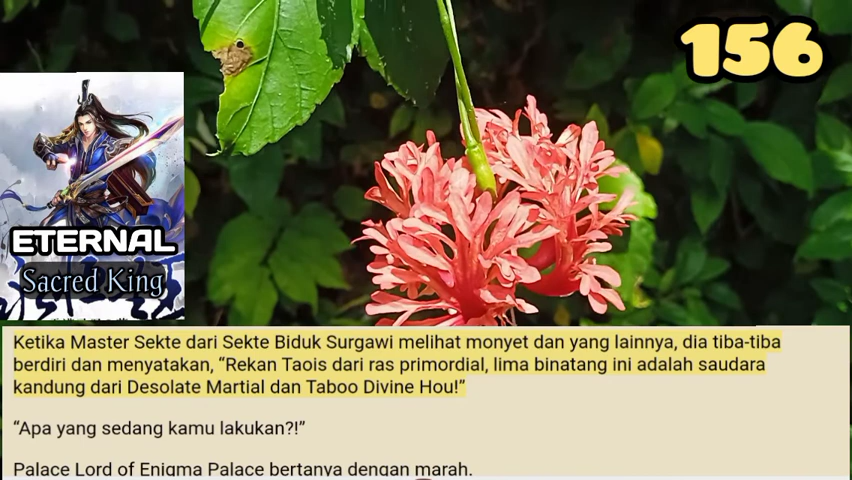 156
ETERNAL
Sacred King
Ketika Master Sekte dari Sekte Biduk Surgawi melihat monyet dan yang lainnya, dia tiba-tiba
berdiri dan menyatakan, “Rekan Taois dari ras primordial, lima binatang ini adalah saudara
kandung dari Desolate Martial dan Taboo Divine Hou!”
“Apa yang sedang kamu lakukan?!”
Palace Lord of Enigma Palace bertanya dengan marah.